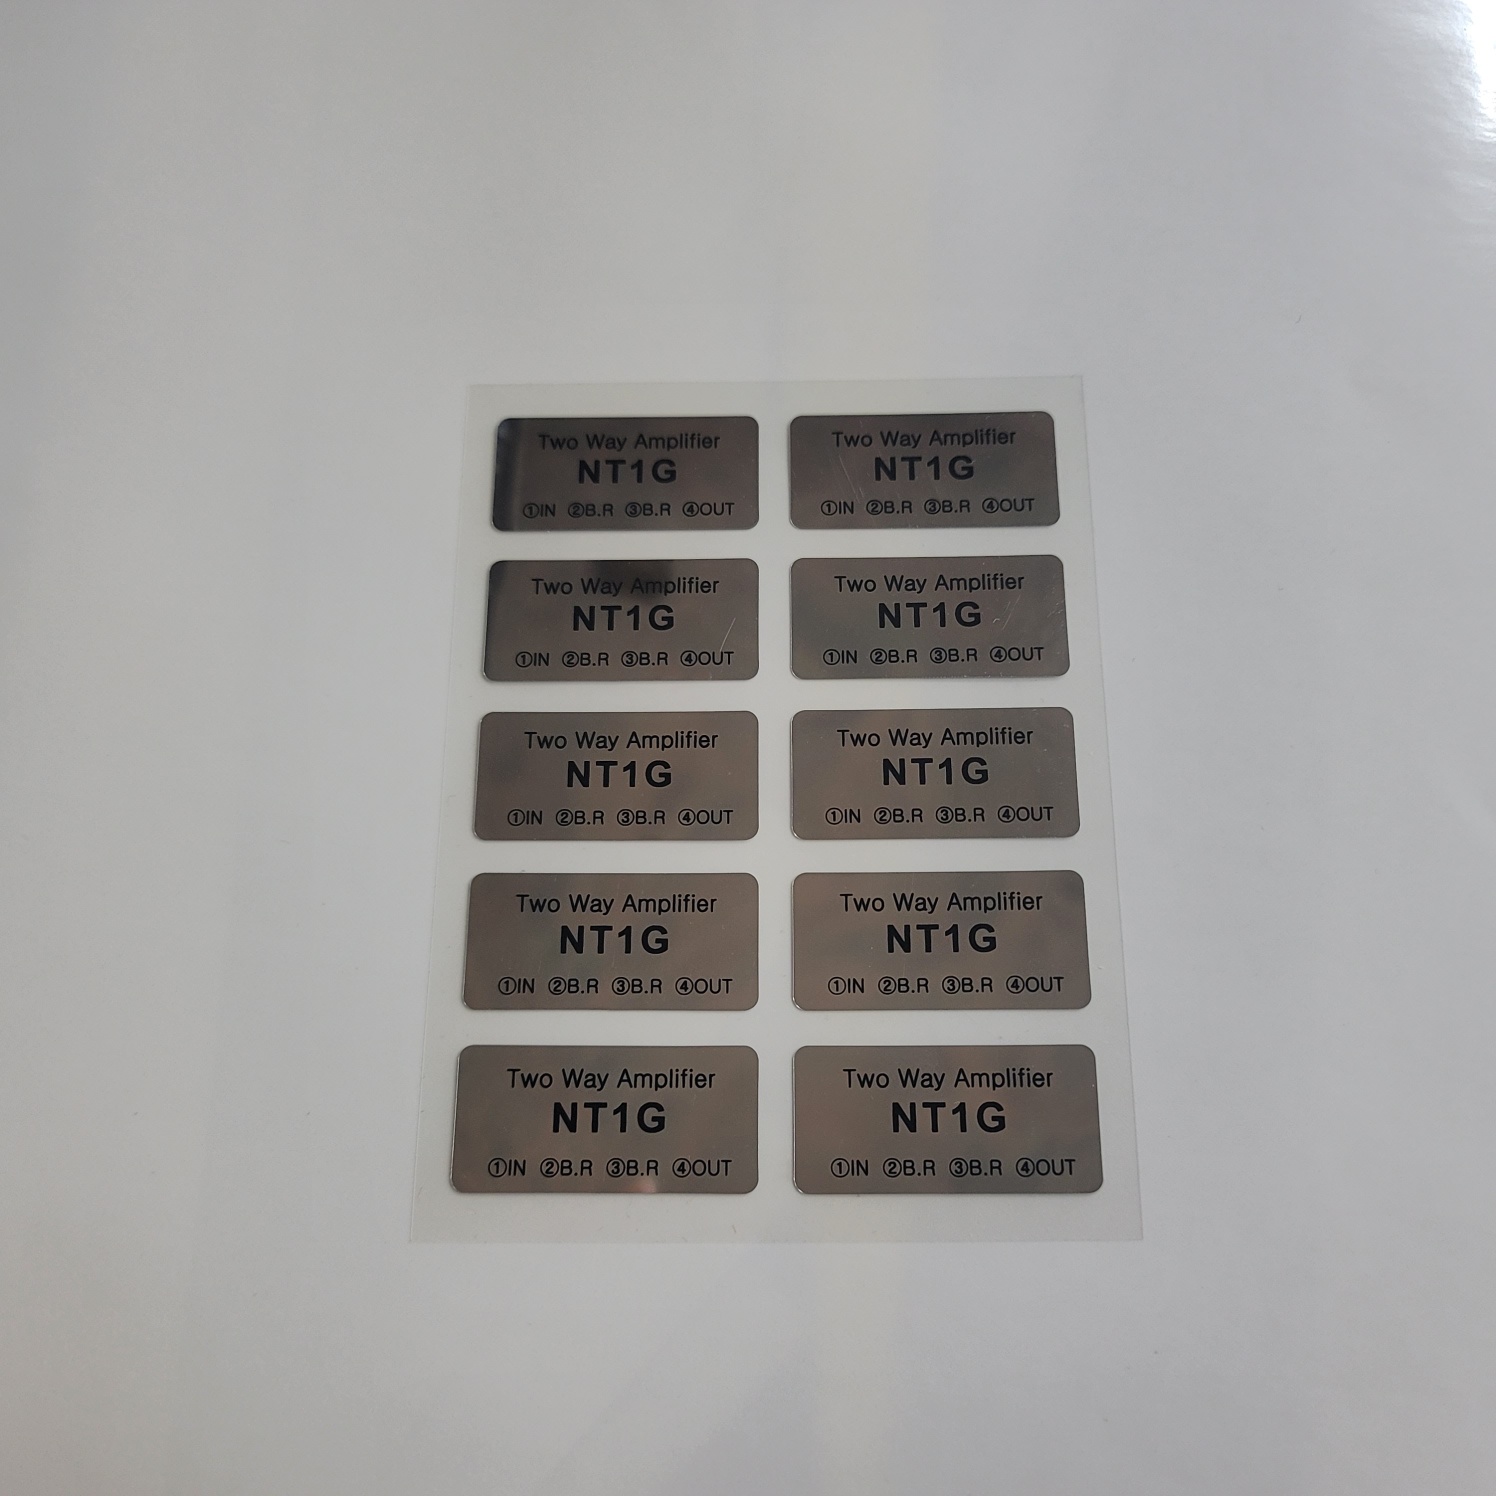 Two Way Amplifier
NT1G
①IN ②B.R ③B.R ④OUT
Two Way Amplifier
NT1G
①IN ②B.R ③B.R ④OUT
Two Way Amplifier
NT1G
①IN ②B.R ③B.R ④OUT
Two Way Amplifier
NT1G
①IN ②B.R ③B.R ④OUT
Two Way Amplifier
NT1G
①IN ②B.R ③B.R ④OUT
Two Way Amplifier
NT1G
①IN ②B.R ③B.R ④OUT
Two Way Amplifier
NT1G
①IN ②B.R ③B.R ④OUT
Two Way Amplifier
NT1G
①IN ②B.R ③B.R ④OUT
Two Way Amplifier
NT1G
①IN ②B.R ③B.R ④OUT
Two Way Amplifier
NT1G
①IN ②B.R ③B.R ④OUT